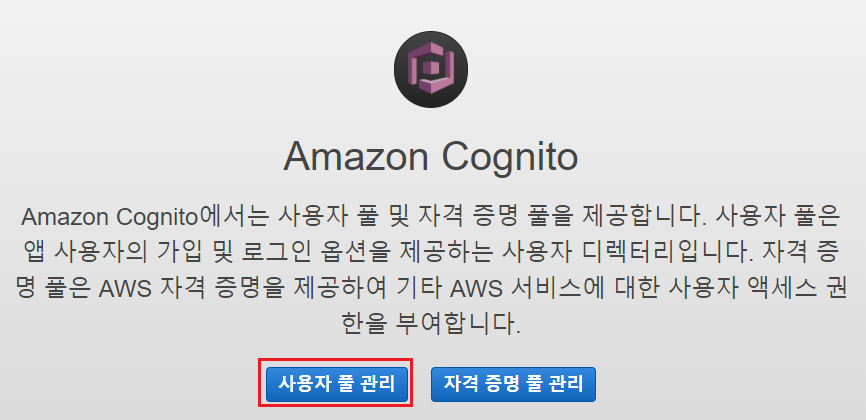 Amazon Cognito
Amazon Cognito에서는 사용자 풀 및 자격 증명 풀을 제공합니다. 사용자 풀은
앱 사용자의 가입 및 로그인 옵션을 제공하는 사용자 디렉터리입니다. 자격 증
명 풀은 AWS 자격 증명을 제공하여 기타 AWS 서비스에 대한 사용자 액세스 권
한을 부여합니다.
사용자 풀 관리 자격 증명 풀 관리